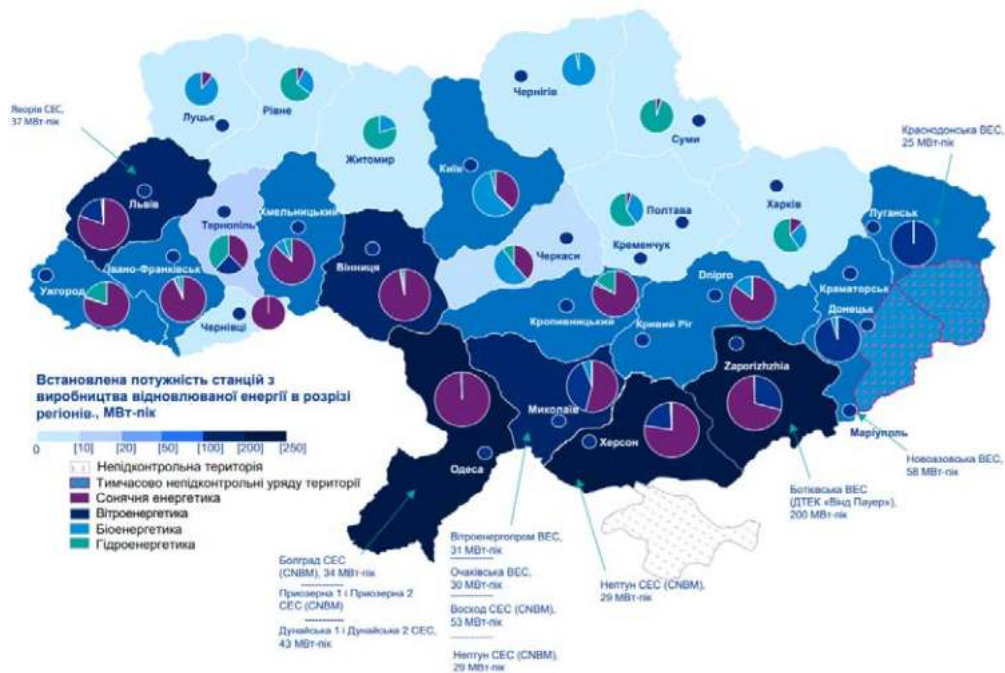 Яворів СЕС,
37 МВт-пік
Луцьк
Рівне
Житомир
Київ
Чернігів
Суми
Краснодонська ВЕС,
25 МВт-пік
Львів
Тернопіль
Хмельницький
Полтава
Кременчук
Харків
Луганськ
Ужгород
Івано-Франківськ
Чернівці
Вінниця
Черкаси
Кропивницький
Кривий Ріг
Dnipro
Краматорськ
Донецьк
Zaporizhzhia
Миколаїв
Херсон
Одеса
Маріуполь
Встановлена потужність станцій з
виробництва відновлюваної енергії в розрізі
регионів., МВт-пік
0 [10] [20] [50] [100] [200] [250]
Непідконтрольна територія
Тимчасово непідконтрольні уряду території
Сонячна енергетика
Вітроенергетика
Біоенергетика
Гідроенергетика
Болград СЕС
(CNBM), 34 МВт-пік
Приозерна 1 і Приозерна 2
СЕС (CNBM)
Дунайська 1 і Дунайська 2 СЕС,
43 МВт-пік
Вітроенергопром ВЕС,
31 МВт-пік
Очаківська ВЕС,
30 МВт-пік
Восход СЕС (CNBM),
53 МВт-пік
Нептун СЕС (CNBM),
29 МВт-пік
Нептун СЕС (CNBM),
29 МВт-пік
Ботієвська ВЕС
(ДТЕК «Вінд Пауер»),
200 МВт-пік
Новоазовська ВЕС,
58 МВт-пік